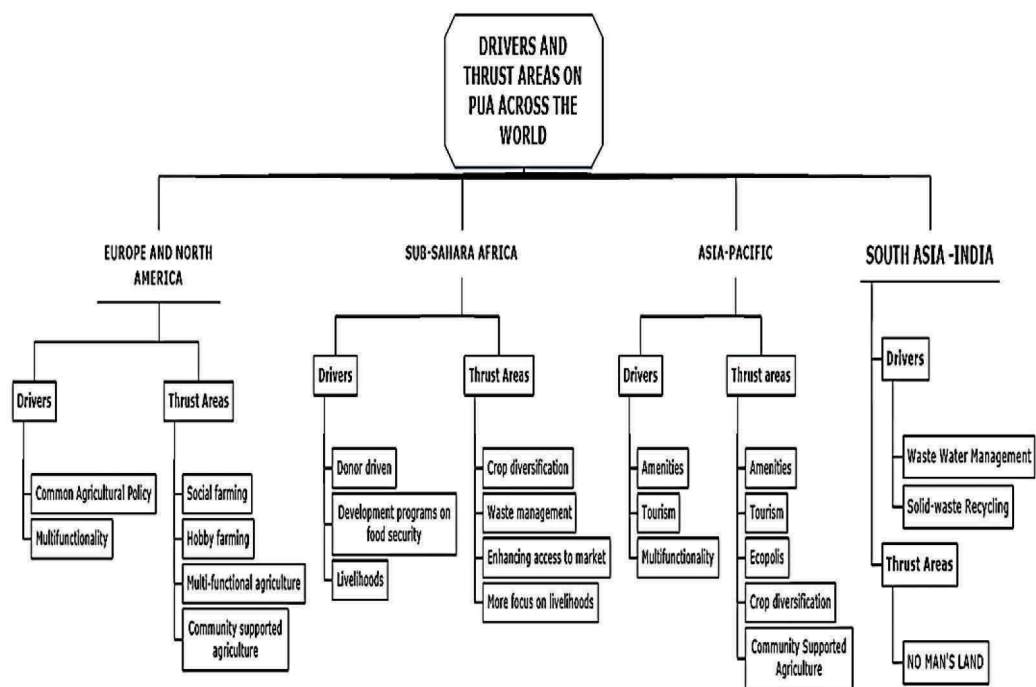 DRIVERS AND
THRUST AREAS ON
PUA ACROSS THE
WORLD
EUROPE AND NORTH
AMERICA
Drivers
Common Agricultural Policy
Multifunctionality
Thrust Areas
Social farming
Hobby farming
Multi-functional agriculture
Community supported
agriculture
SUB-SAHARA AFRICA
Drivers
Donor driven
Development programs on
food security
Livelihoods
Thrust Areas
Crop diversification
Waste management
Enhancing access to market
More focus on livelihoods
ASIA-PACIFIC
Drivers
Amenities
Tourism
Multifunctionality
Thrust areas
Amenities
Tourism
Ecopolis
Crop diversification
Community Supported
Agriculture
SOUTH ASIA -INDIA
Drivers
Waste Water Management
Solid-waste Recycling
Thrust Areas
NO MAN'S LAND